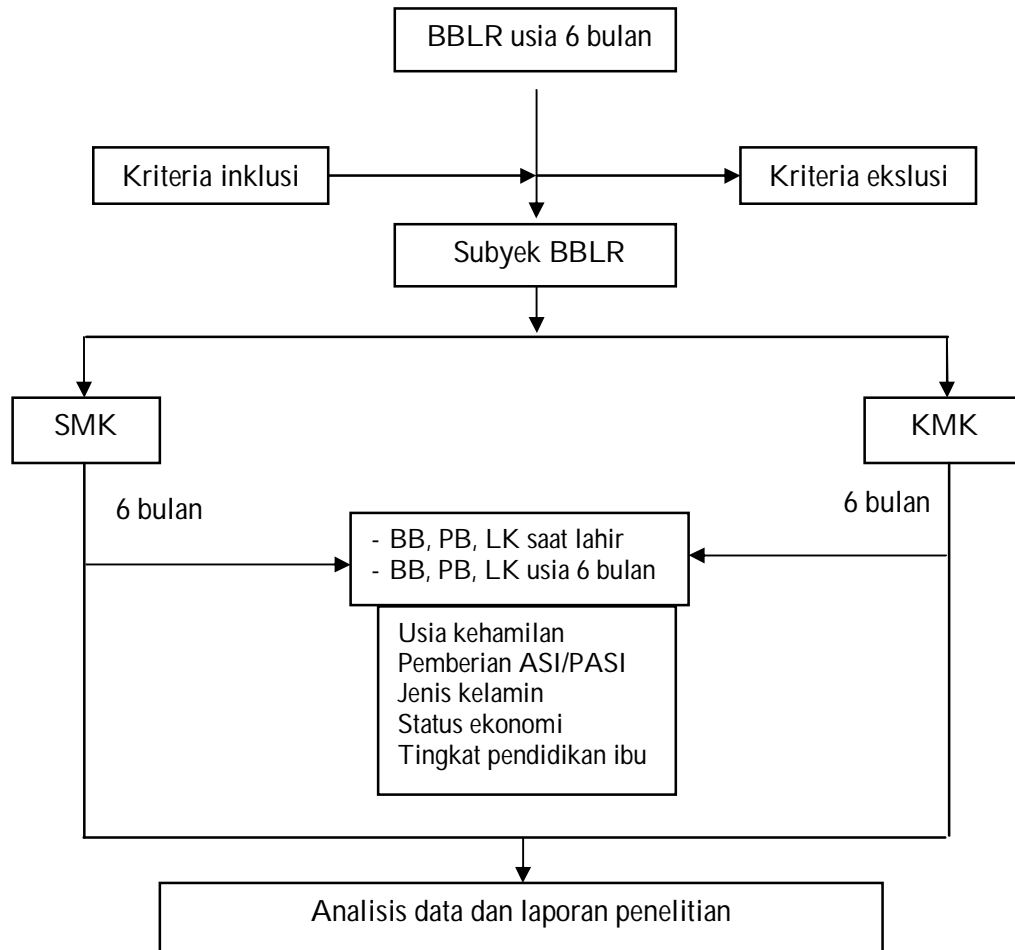 BBLR usia 6 bulan
Kriteria inklusi
Kriteria ekslusi
Subyek BBLR
SMK
KMK
6 bulan
6 bulan
- BB, PB, LK saat lahir
- BB, PB, LK usia 6 bulan
Usia kehamilan
Pemberian ASI/PASI
Jenis kelamin
Status ekonomi
Tingkat pendidikan ibu
Analisis data dan laporan penelitian